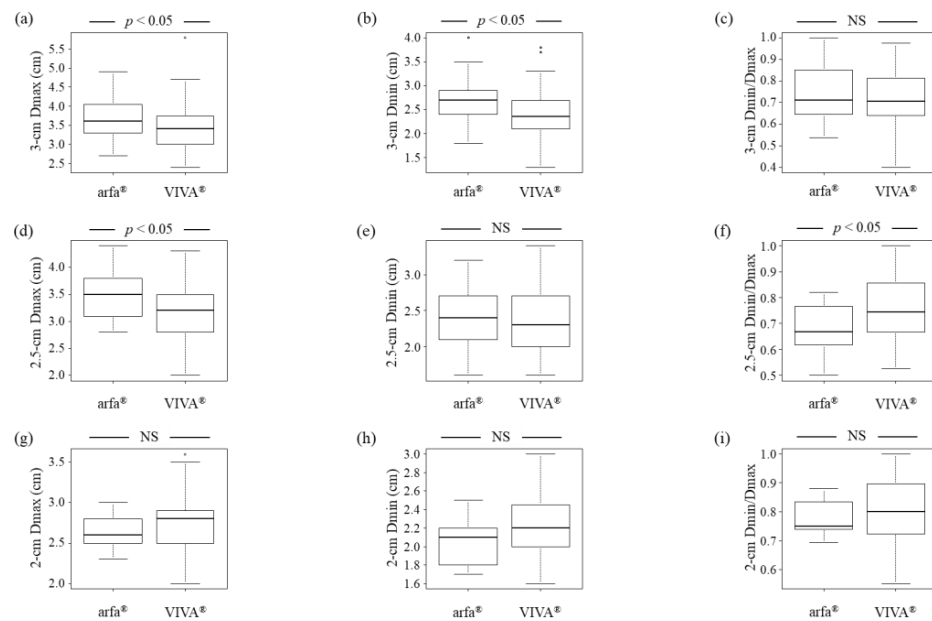 (a) p < 0.05
3-cm Dmax (cm)
5.5
5.0
4.5
4.0
3.5
3.0
2.5
arfa® VIVA®
(b) p < 0.05
3-cm Dmin (cm)
4.0
3.5
3.0
2.5
2.0
1.5
arfa® VIVA®
(c) NS
3-cm Dmin/Dmax
1.0
0.9
0.8
0.7
0.6
0.5
0.4
arfa® VIVA®
(d) p < 0.05
2.5-cm Dmax (cm)
4.0
3.5
3.0
2.5
2.0
arfa® VIVA®
(e) NS
2.5-cm Dmin (cm)
3.0
2.5
2.0
arfa® VIVA®
(f) p < 0.05
2.5-cm Dmin/Dmax
1.0
0.9
0.8
0.7
0.6
0.5
arfa® VIVA®
(g) NS
2-cm Dmax (cm)
3.5
3.0
2.5
2.0
arfa® VIVA®
(h) NS
2-cm Dmin (cm)
3.0
2.8
2.6
2.4
2.2
2.0
1.8
1.6
arfa® VIVA®
(i) NS
2-cm Dmin/Dmax
1.0
0.9
0.8
0.7
0.6
arfa® VIVA®